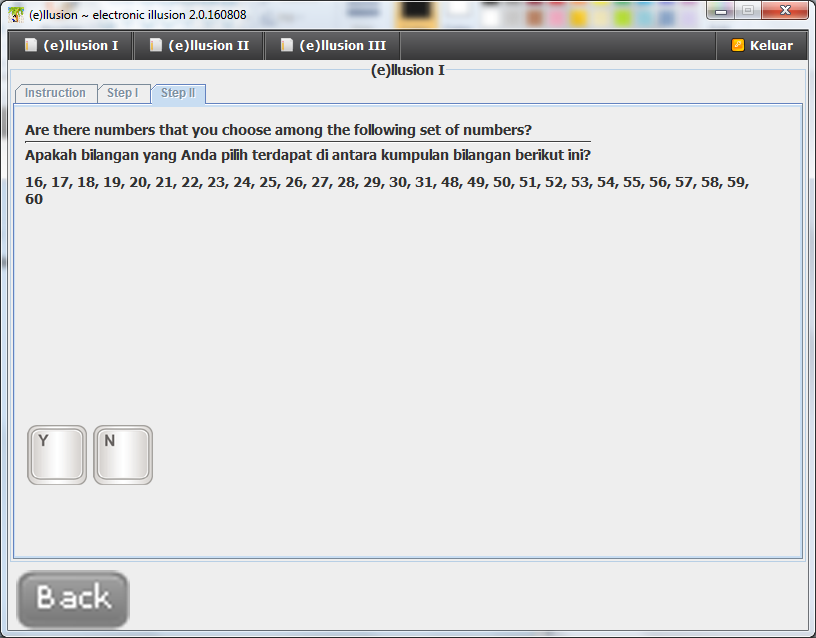 (e)llusion ~ electronic illusion 2.0.160808
(e)llusion I (e)llusion II (e)llusion III Keluar
(e)llusion I
Instruction Step I Step II
Are there numbers that you choose among the following set of numbers?
Apakah bilangan yang Anda pilih terdapat di antara kumpulan bilangan berikut ini?
16, 17, 18, 19, 20, 21, 22, 23, 24, 25, 26, 27, 28, 29, 30, 31, 48, 49, 50, 51, 52, 53, 54, 55, 56, 57, 58, 59,
60
Y N
Back